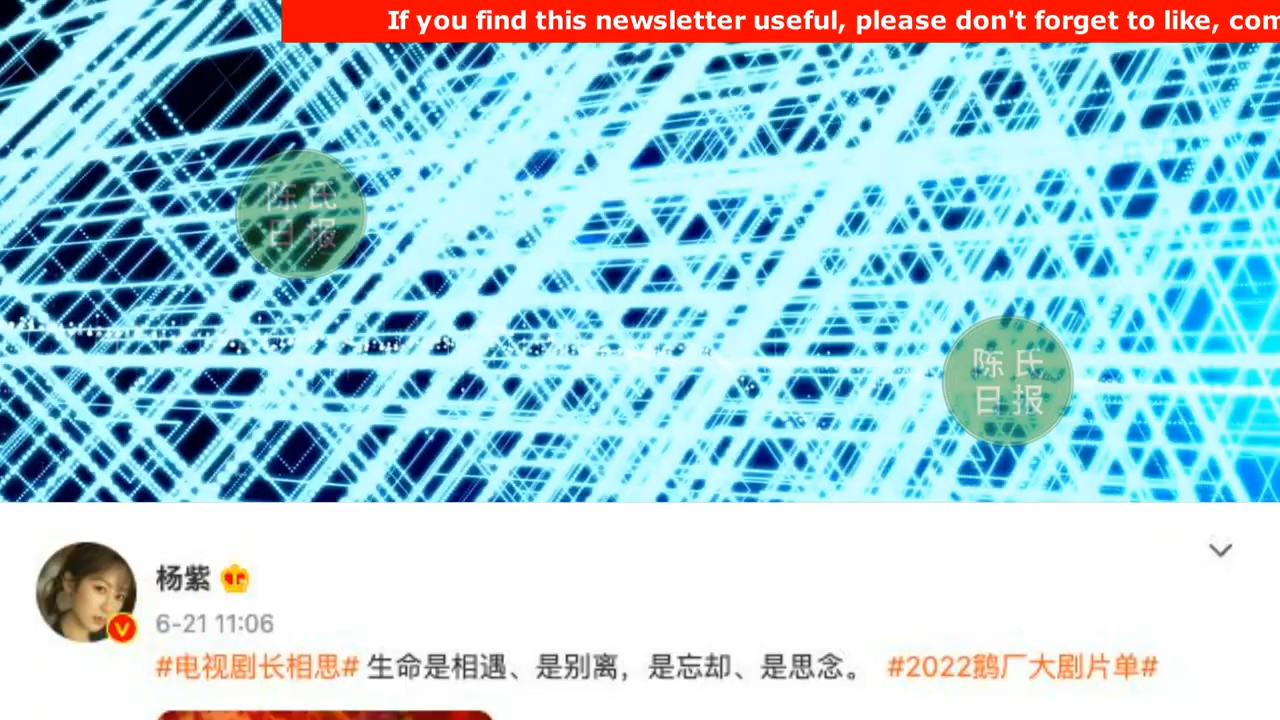 If you find this newsletter useful, please don't forget to like, com
陈氏
日报
陈氏
日报
杨紫
6-21 11:06
#电视剧长相思# 生命是相遇、是别离，是忘却、是思念。 #2022鹅厂大剧片单#